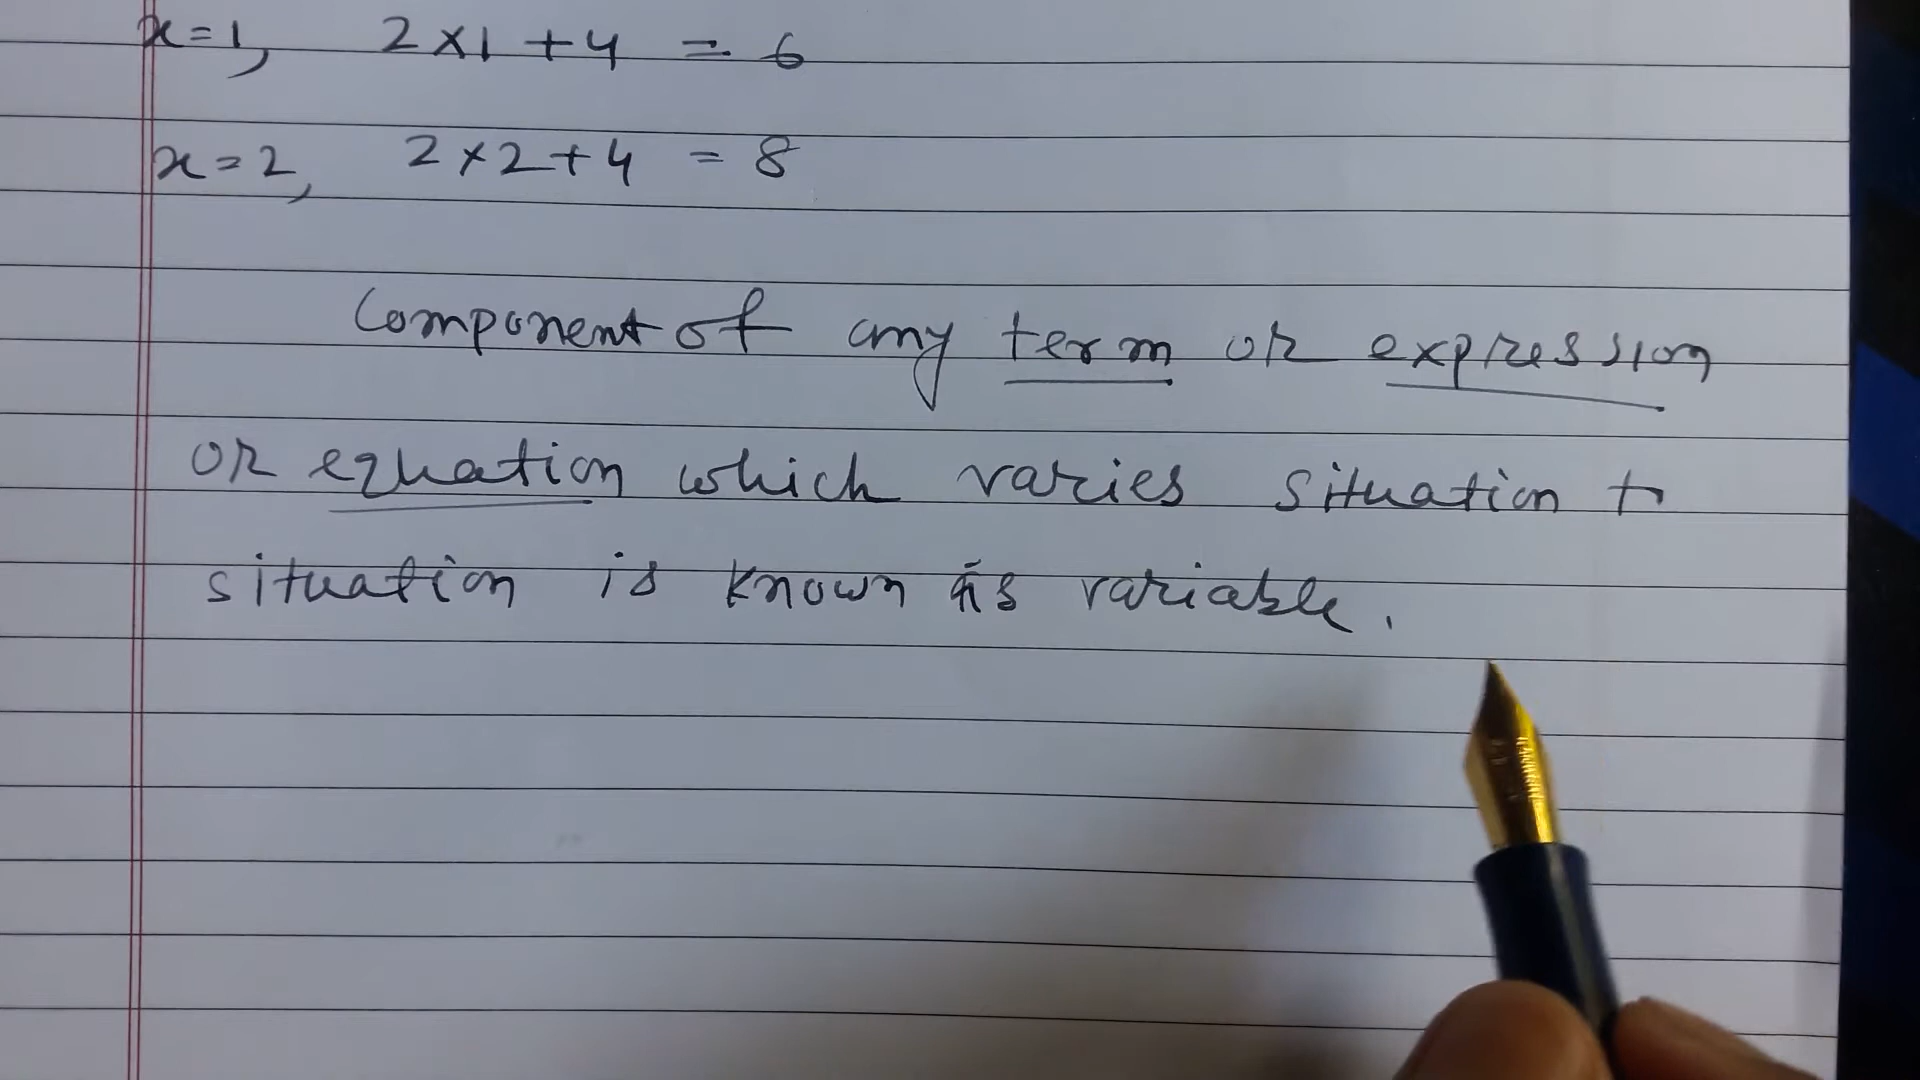 x=1, 2×1+4 = 6
x=2, 2×2+4 = 8
Component of any term or expression
or equation which varies situation to
situation is known as variable.